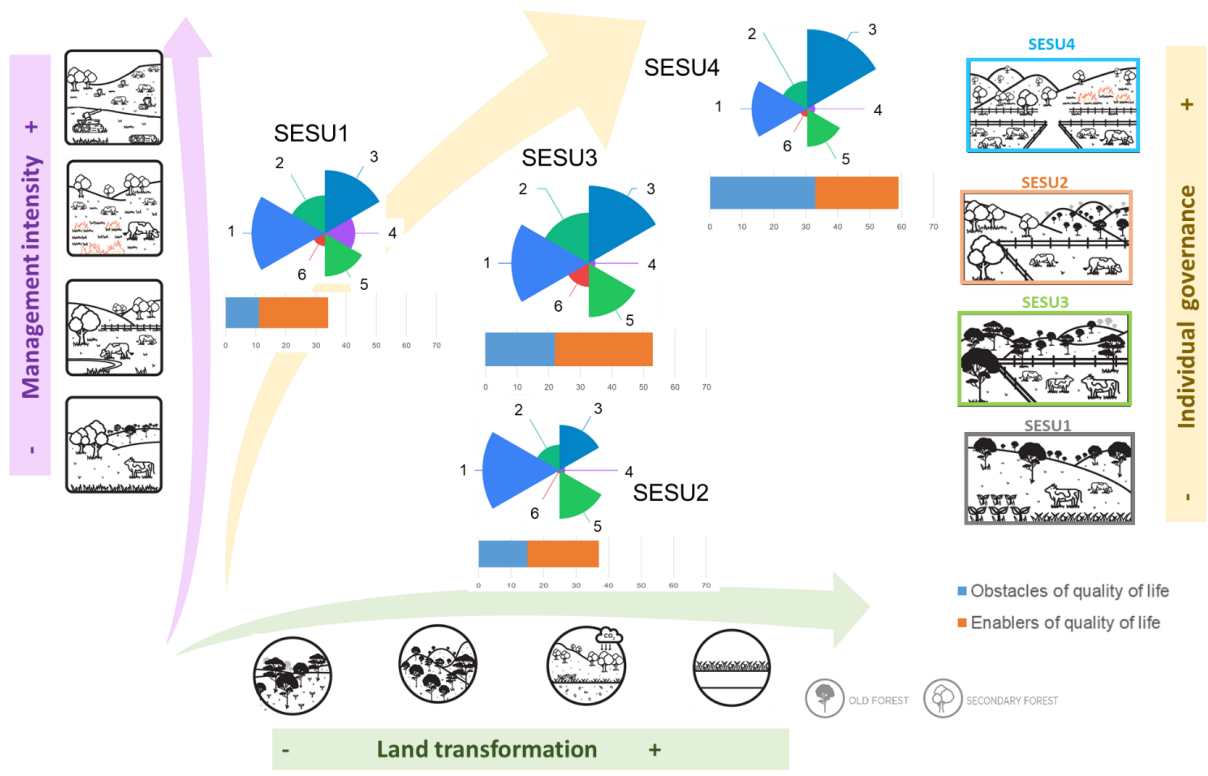 Management intensity
+
-
SESU1
1
2
3
4
5
6
0 10 20 30 40 50 60 70
SESU3
1
2
3
4
5
6
0 10 20 30 40 50 60 70
SESU2
1
2
3
4
5
6
0 10 20 30 40 50 60 70
SESU4
1
2
3
4
5
6
0 10 20 30 40 50 60 70
SESU4
SESU2
SESU3
SESU1
Individual governance
+
-
Obstacles of quality of life
Enablers of quality of life
CO2
OLD FOREST
SECONDARY FOREST
- Land transformation +